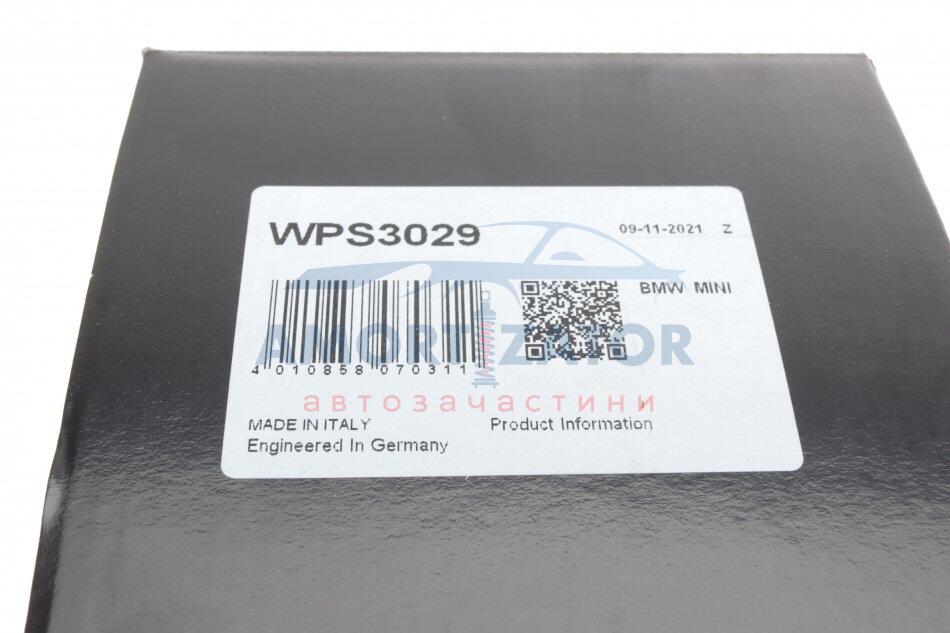 WPS3029
09-11-2021 Z
BMW MINI
4 010858 070311
AMORTIZATOR
автозачастини
MADE IN ITALY
Engineered In Germany
Product Information